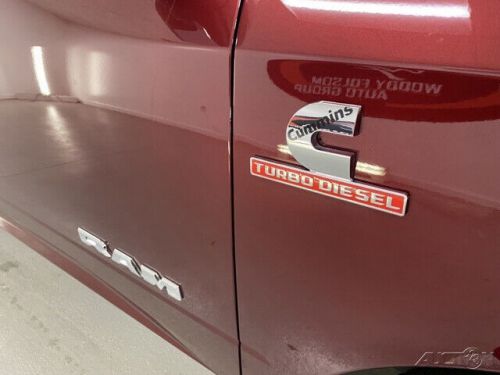 WOODY FOLSOM
AUTO GROUP
Cummins
TURBO DIESEL
RAM